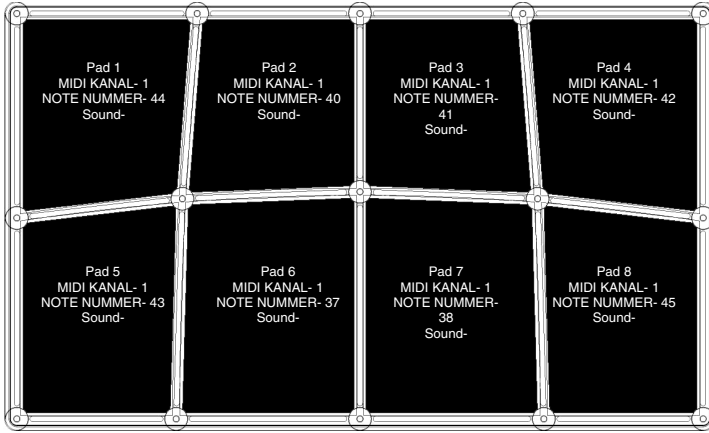 Pad 1
MIDI KANAL- 1
NOTE NUMMER- 44
Sound-
Pad 2
MIDI KANAL- 1
NOTE NUMMER- 40
Sound-
Pad 3
MIDI KANAL- 1
NOTE NUMMER-
41
Sound-
Pad 4
MIDI KANAL- 1
NOTE NUMMER- 42
Sound-
Pad 5
MIDI KANAL- 1
NOTE NUMMER- 43
Sound-
Pad 6
MIDI KANAL- 1
NOTE NUMMER- 37
Sound-
Pad 7
MIDI KANAL- 1
NOTE NUMMER-
38
Sound-
Pad 8
MIDI KANAL- 1
NOTE NUMMER- 45
Sound-